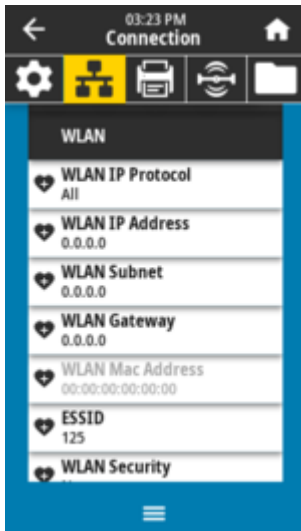 03:23 PM
Connection
WLAN
WLAN IP Protocol
All
WLAN IP Address
0.0.0.0
WLAN Subnet
0.0.0.0
WLAN Gateway
0.0.0.0
WLAN Mac Address
00:00:00:00:00:00
ESSID
125
WLAN Security